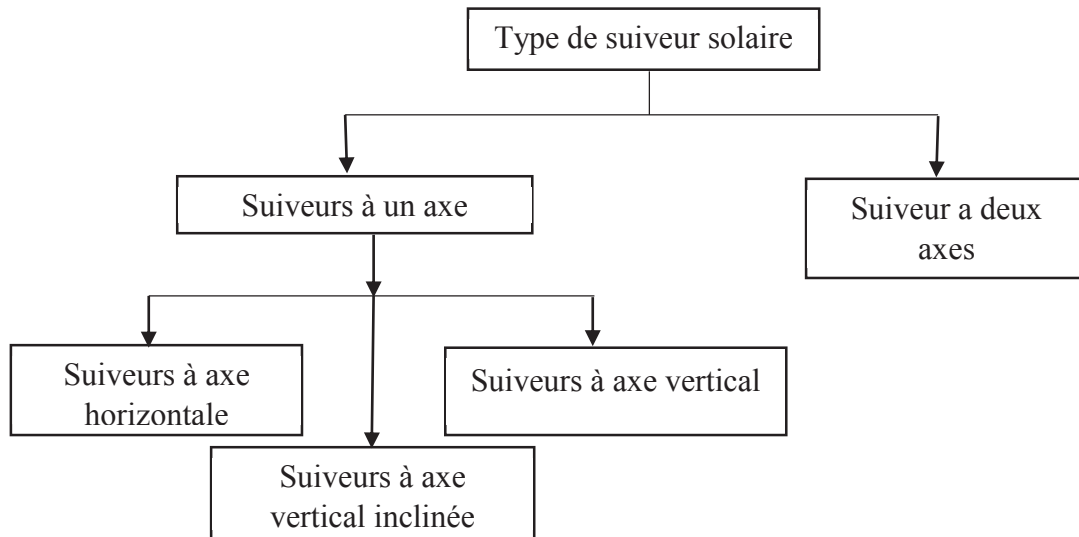 Type de suiveur solaire
Suiveurs à un axe
Suiveur a deux
axes
Suiveurs à axe
horizontale
Suiveurs à axe vertical
Suiveurs à axe
vertical inclinée